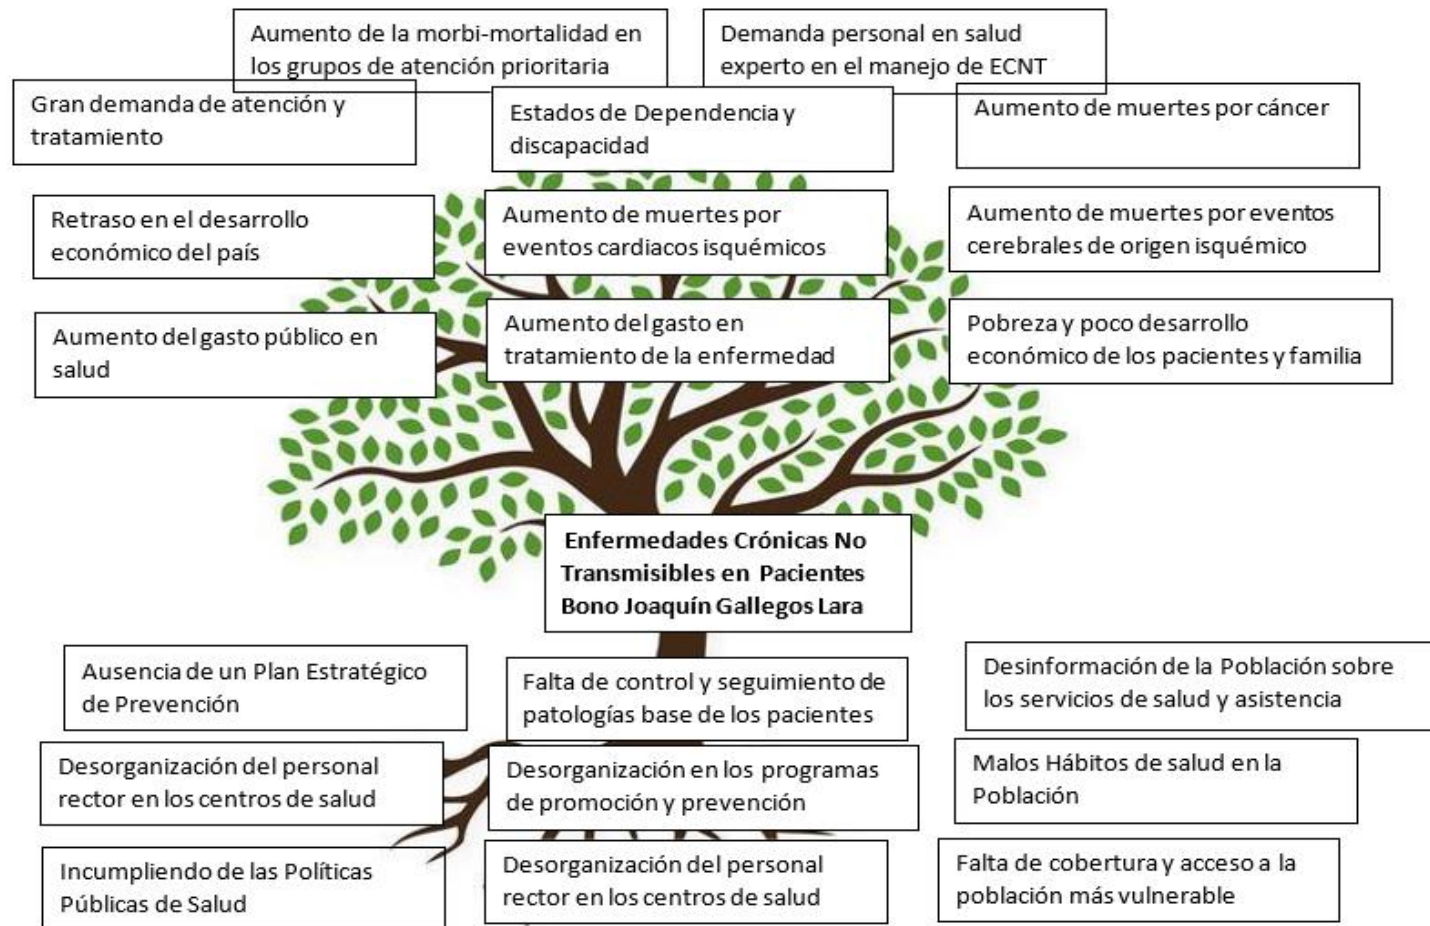 Aumento de la morbi-mortalidad en
los grupos de atención prioritaria
Demanda personal en salud
experto en el manejo de ECNT
Gran demanda de atención y
tratamiento
Estados de Dependencia y
discapacidad
Aumento de muertes por cáncer
Retraso en el desarrollo
económico del país
Aumento de muertes por
eventos cardiacos isquémicos
Aumento de muertes por eventos
cerebrales de origen isquémico
Aumento del gasto público en
salud
Aumento del gasto en
tratamiento de la enfermedad
Pobreza y poco desarrollo
económico de los pacientes y familia
Enfermedades Crónicas No
Transmisibles en Pacientes
Bono Joaquín Gallegos Lara
Ausencia de un Plan Estratégico
de Prevención
Falta de control y seguimiento de
patologías base de los pacientes
Desinformación de la Población sobre
los servicios de salud y asistencia
Desorganización del personal
rector en los centros de salud
Desorganización en los programas
de promoción y prevención
Malos Hábitos de salud en la
Población
Incumpliendo de las Políticas
Públicas de Salud
Desorganización del personal
rector en los centros de salud
Falta de cobertura y acceso a la
población más vulnerable